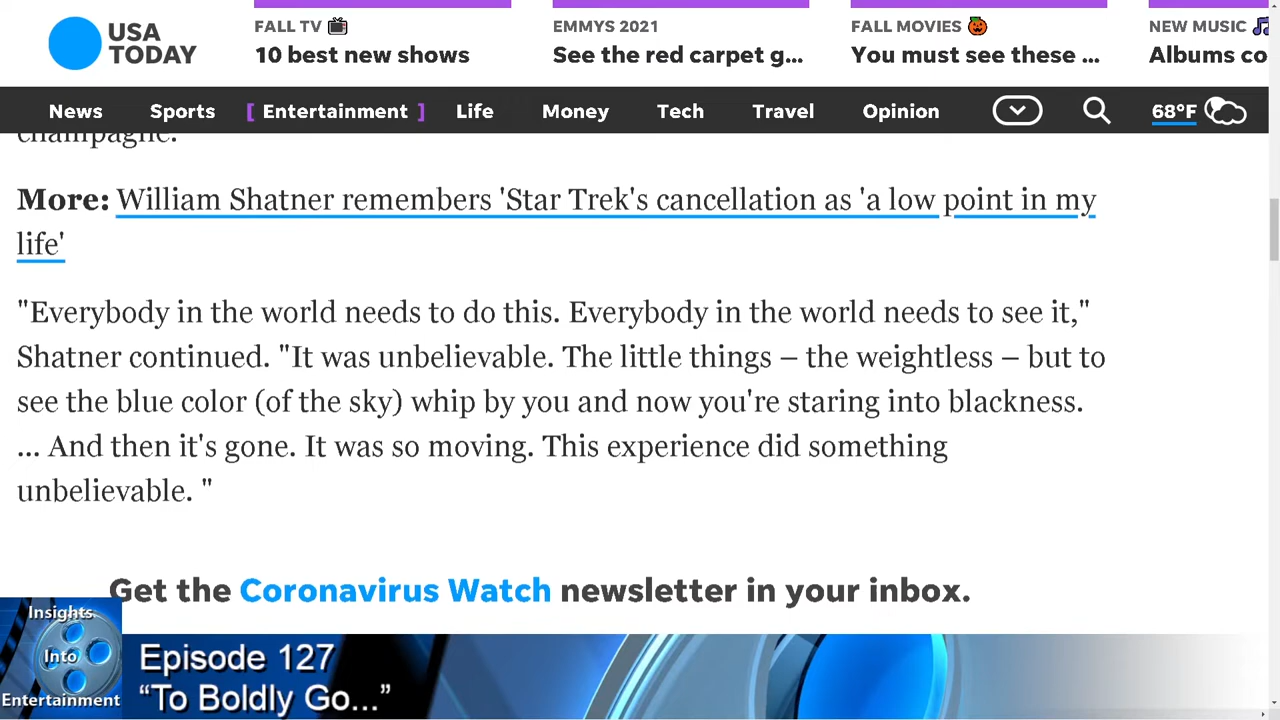 USA
TODAY
FALL TV
10 best new shows
EMMYS 2021
See the red carpet g...
FALL MOVIES
You must see these ...
NEW MUSIC
Albums co
News Sports [ Entertainment ] Life Money Tech Travel Opinion 68°F
champagne.
More: William Shatner remembers 'Star Trek's cancellation as 'a low point in my
life'
"Everybody in the world needs to do this. Everybody in the world needs to see it,"
Shatner continued. "It was unbelievable. The little things – the weightless – but to
see the blue color (of the sky) whip by you and now you're staring into blackness.
... And then it's gone. It was so moving. This experience did something
unbelievable. "
Get the Coronavirus Watch newsletter in your inbox.
Insights
Into
Entertainment
Episode 127
“To Boldly Go...”